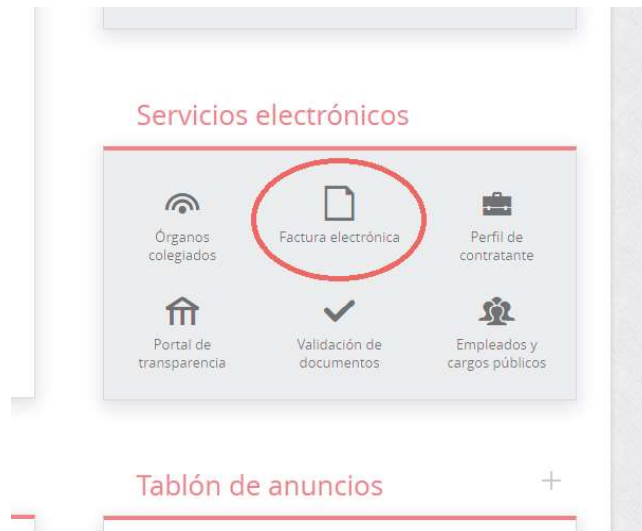 Servicios electrónicos
Órganos
colegiados
Factura electrónica
Perfil de
contratante
Portal de
transparencia
Validación de
documentos
Empleados y
cargos públicos
Tablón de anuncios